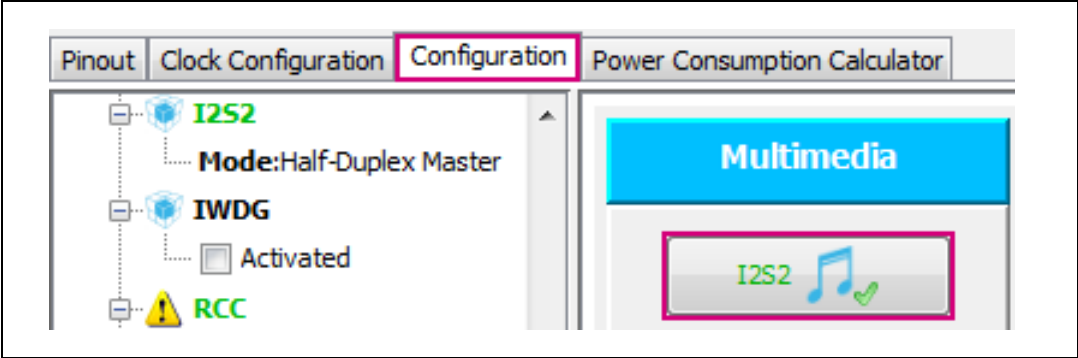 Pinout Clock Configuration Configuration Power Consumption Calculator
I2S2
Mode:Half-Duplex Master
IWDG
Activated
RCC
Multimedia
I2S2